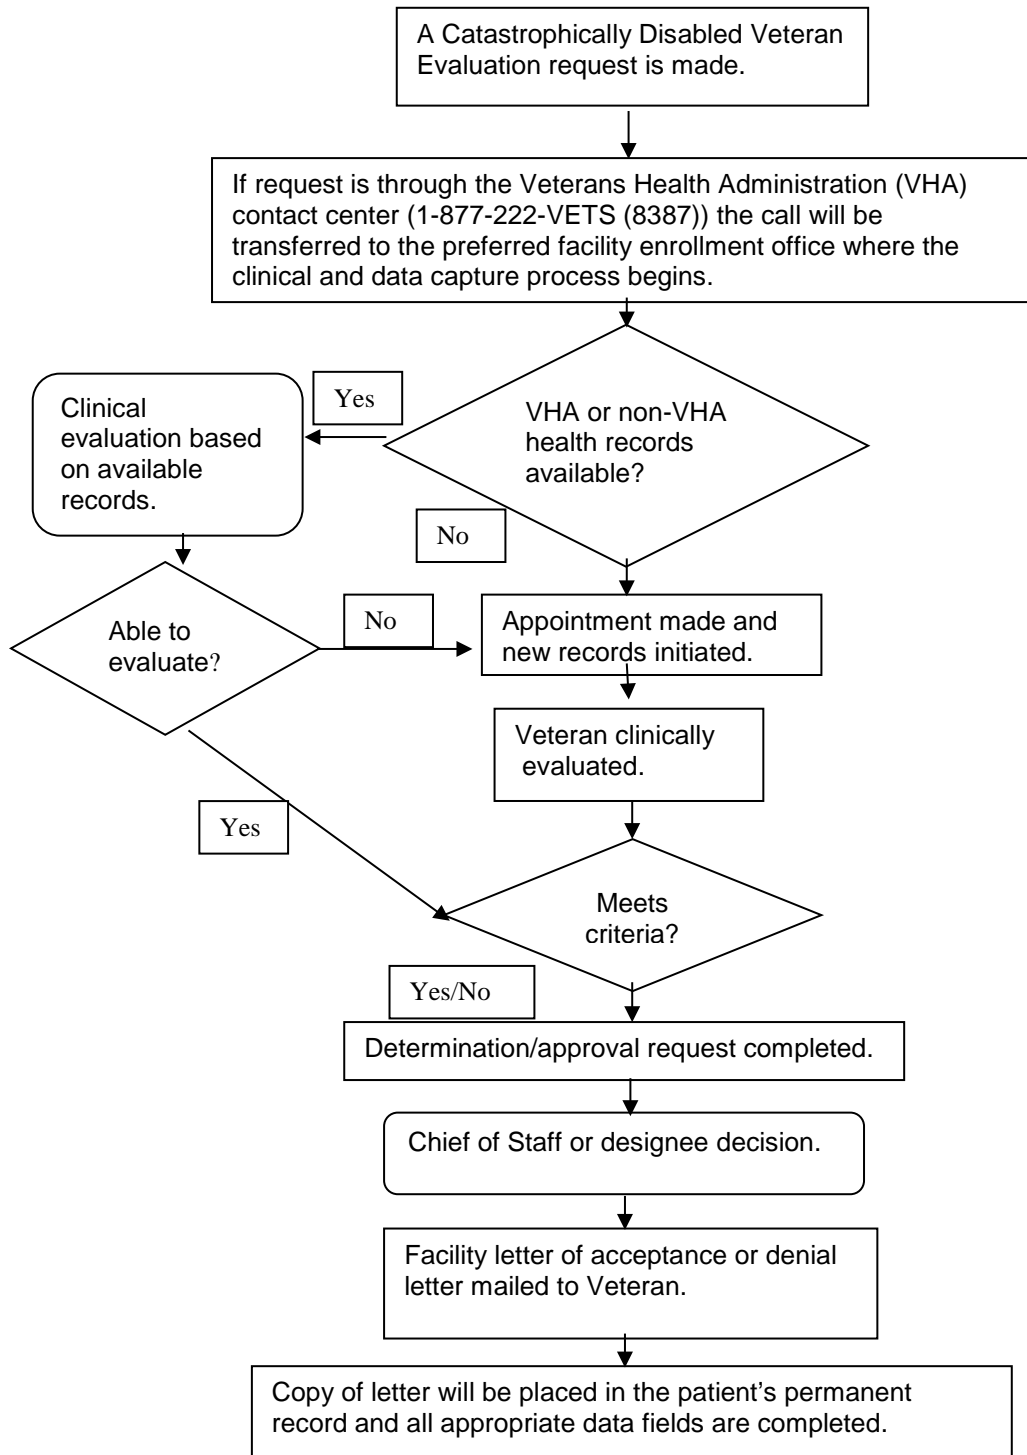 A Catastrophically Disabled Veteran
Evaluation request is made.
If request is through the Veterans Health Administration (VHA)
contact center (1-877-222-VETS (8387)) the call will be
transferred to the preferred facility enrollment office where the
clinical and data capture process begins.
VHA or non-VHA
health records
available?
Yes
Clinical
evaluation based
on available
records.
No
Able to
evaluate?
No
Appointment made and
new records initiated.
Veteran clinically
evaluated.
Yes
Meets
criteria?
Yes/No
Determination/approval request completed.
Chief of Staff or designee decision.
Facility letter of acceptance or denial
letter mailed to Veteran.
Copy of letter will be placed in the patient’s permanent
record and all appropriate data fields are completed.